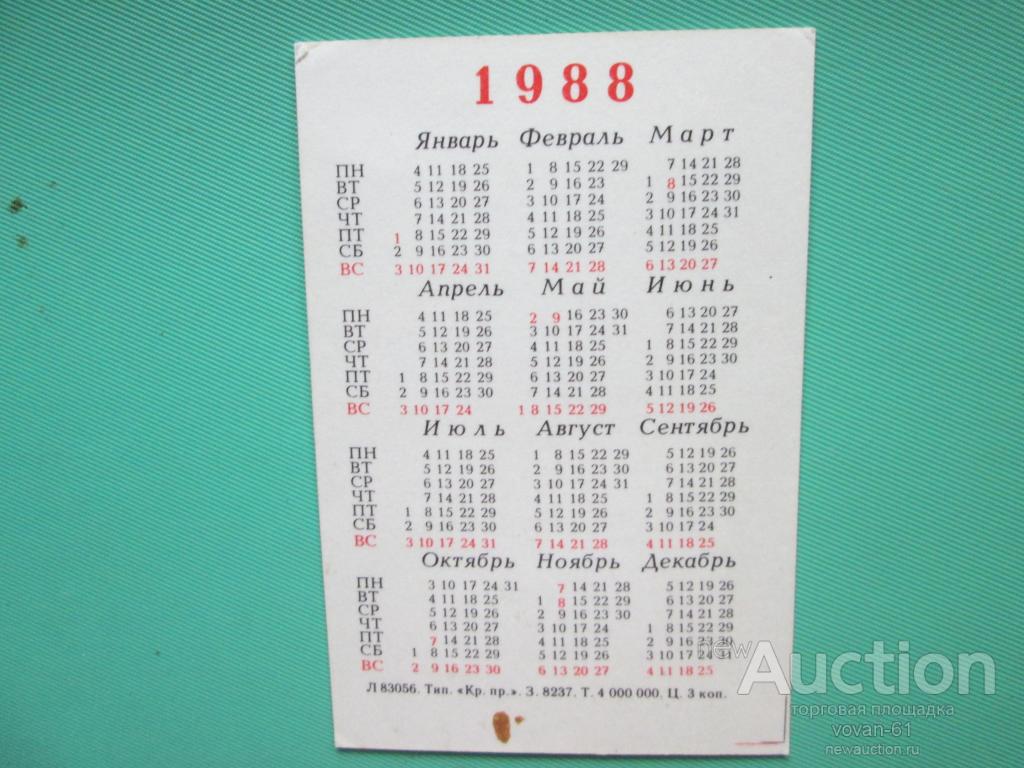 1988
Январь Февраль Март
ПН 4 11 18 25 1 8 15 22 29 7 14 21 28
ВТ 5 12 19 26 2 9 16 23 1 8 15 22 29
СР 6 13 20 27 3 10 17 24 2 9 16 23 30
ЧТ 7 14 21 28 4 11 18 25 3 10 17 24 31
ПТ 1 8 15 22 29 5 12 19 26 4 11 18 25
СБ 2 9 16 23 30 6 13 20 27 5 12 19 26
ВС 3 10 17 24 31 7 14 21 28 6 13 20 27
Апрель Май Июнь
ПН 4 11 18 25 2 9 16 23 30 6 13 20 27
ВТ 5 12 19 26 3 10 17 24 31 7 14 21 28
СР 6 13 20 27 4 11 18 25 1 8 15 22 29
ЧТ 7 14 21 28 5 12 19 26 2 9 16 23 30
ПТ 1 8 15 22 29 6 13 20 27 3 10 17 24
СБ 2 9 16 23 30 7 14 21 28 4 11 18 25
ВС 3 10 17 24 1 8 15 22 29 5 12 19 26
Июль Август Сентябрь
ПН 4 11 18 25 1 8 15 22 29 5 12 19 26
ВТ 5 12 19 26 2 9 16 23 30 6 13 20 27
СР 6 13 20 27 3 10 17 24 31 7 14 21 28
ЧТ 7 14 21 28 4 11 18 25 1 8 15 22 29
ПТ 1 8 15 22 29 5 12 19 26 2 9 16 23 30
СБ 2 9 16 23 30 6 13 20 27 3 10 17 24
ВС 3 10 17 24 31 7 14 21 28 4 11 18 25
Октябрь Ноябрь Декабрь
ПН 3 10 17 24 31 7 14 21 28 5 12 19 26
ВТ 4 11 18 25 1 8 15 22 29 6 13 20 27
СР 5 12 19 26 2 9 16 23 30 7 14 21 28
ЧТ 6 13 20 27 3 10 17 24 1 8 15 22 29
ПТ 7 14 21 28 4 11 18 25 2 9 16 23 30
СБ 1 8 15 22 29 5 12 19 26 3 10 17 24 31
ВС 2 9 16 23 30 6 13 20 27 4 11 18 25
Л 83056. Тип. «Кр. пр.». З. 8237. Т. 4 000 000. Ц. 3 коп.
new Auction
торговая площадка
vovan-61
newauction.ru